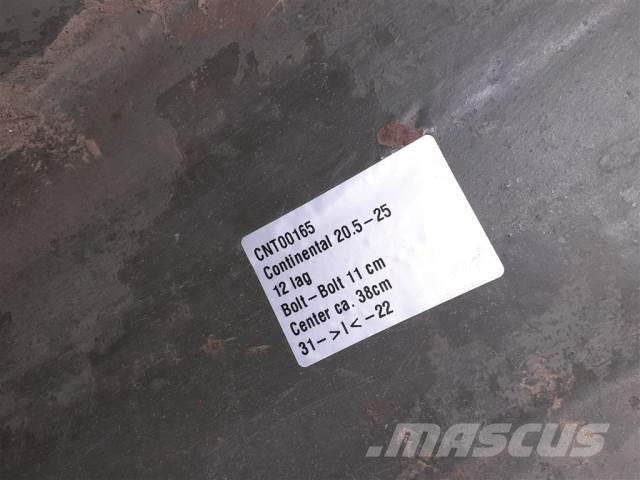 CNT00165
Continental 20.5-25
12 lag
Bolt-Bolt 11 cm
Center ca. 38cm
31->I<-22
.MASCUS